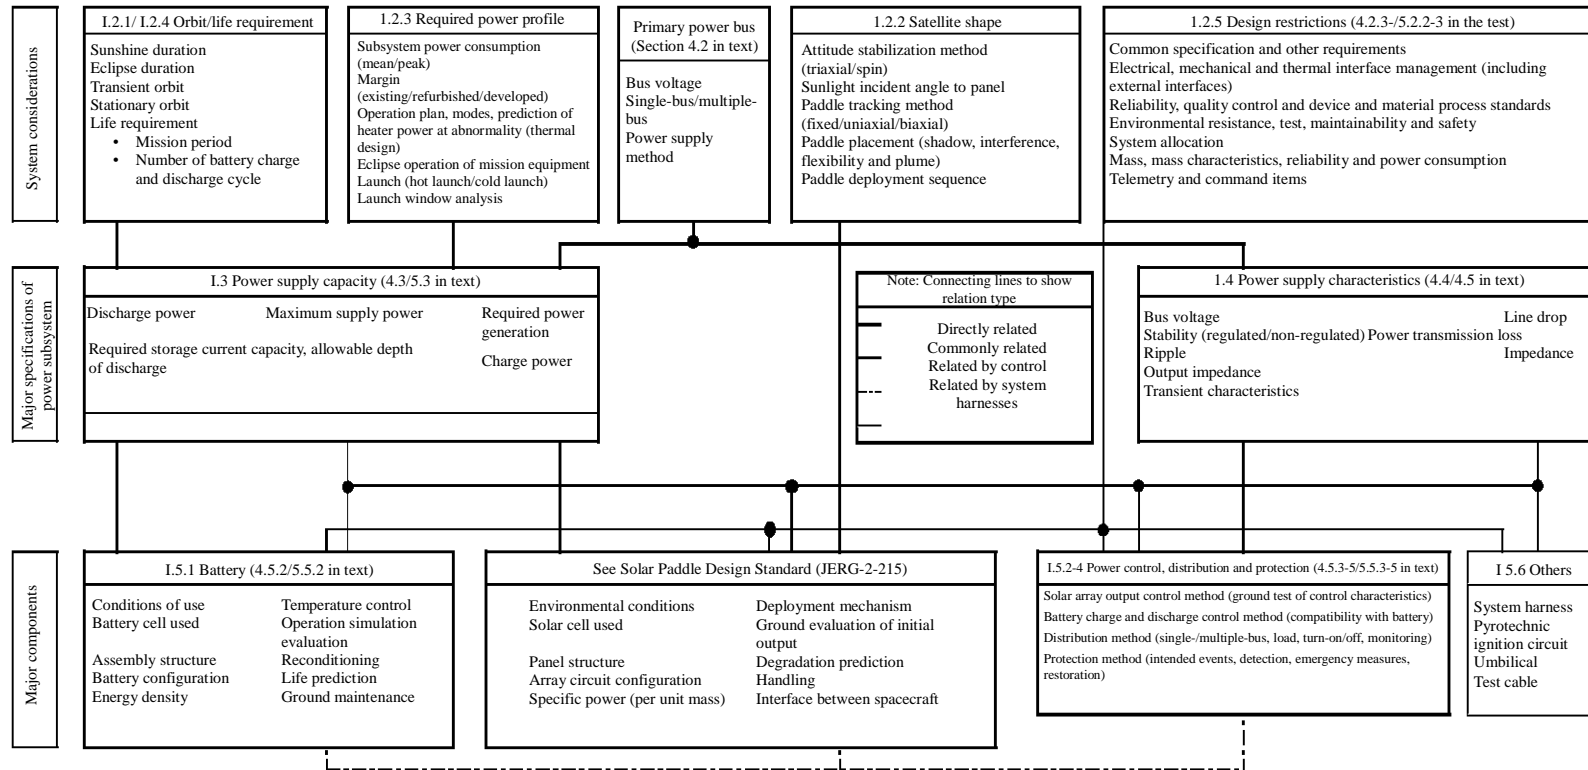 System considerations
I.2.1/ I.2.4 Orbit/life requirement
Sunshine duration
Eclipse duration
Transient orbit
Stationary orbit
Life requirement
• Mission period
• Number of battery charge
and discharge cycle
1.2.3 Required power profile
Subsystem power consumption
(mean/peak)
Margin
(existing/refurbished/developed)
Operation plan, modes, prediction of
heater power at abnormality (thermal
design)
Eclipse operation of mission equipment
Launch (hot launch/cold launch)
Launch window analysis
Primary power bus
(Section 4.2 in text)
Bus voltage
Single-bus/multiple-
bus
Power supply
method
1.2.2 Satellite shape
Attitude stabilization method
(triaxial/spin)
Sunlight incident angle to panel
Paddle tracking method
(fixed/uniaxial/biaxial)
Paddle placement (shadow, interference,
flexibility and plume)
Paddle deployment sequence
1.2.5 Design restrictions (4.2.3-/5.2.2-3 in the test)
Common specification and other requirements
Electrical, mechanical and thermal interface management (including
external interfaces)
Reliability, quality control and device and material process standards
Environmental resistance, test, maintainability and safety
System allocation
Mass, mass characteristics, reliability and power consumption
Telemetry and command items
Major specifications of
power subsystem
I.3 Power supply capacity (4.3/5.3 in text)
Discharge power
Maximum supply power
Required power
generation
Required storage current capacity, allowable depth
of discharge
Charge power
Note: Connecting lines to show
relation type
Directly related
Commonly related
Related by control
Related by system
harnesses
1.4 Power supply characteristics (4.4/4.5 in text)
Bus voltage Line drop
Stability (regulated/non-regulated) Power transmission loss
Ripple Impedance
Output impedance
Transient characteristics
Major components
I.5.1 Battery (4.5.2/5.5.2 in text)
Conditions of use Temperature control
Battery cell used Operation simulation
evaluation
Assembly structure Reconditioning
Battery configuration Life prediction
Energy density Ground maintenance
See Solar Paddle Design Standard (JERG-2-215)
Environmental conditions Deployment mechanism
Solar cell used Ground evaluation of initial
output
Panel structure Degradation prediction
Array circuit configuration Handling
Specific power (per unit mass) Interface between spacecraft
I.5.2-4 Power control, distribution and protection (4.5.3-5/5.5.3-5 in text)
Solar array output control method (ground test of control characteristics)
Battery charge and discharge control method (compatibility with battery)
Distribution method (single-/multiple-bus, load, turn-on/off, monitoring)
Protection method (intended events, detection, emergency measures,
restoration)
I 5.6 Others
System harness
Pyrotechnic
ignition circuit
Umbilical
Test cable